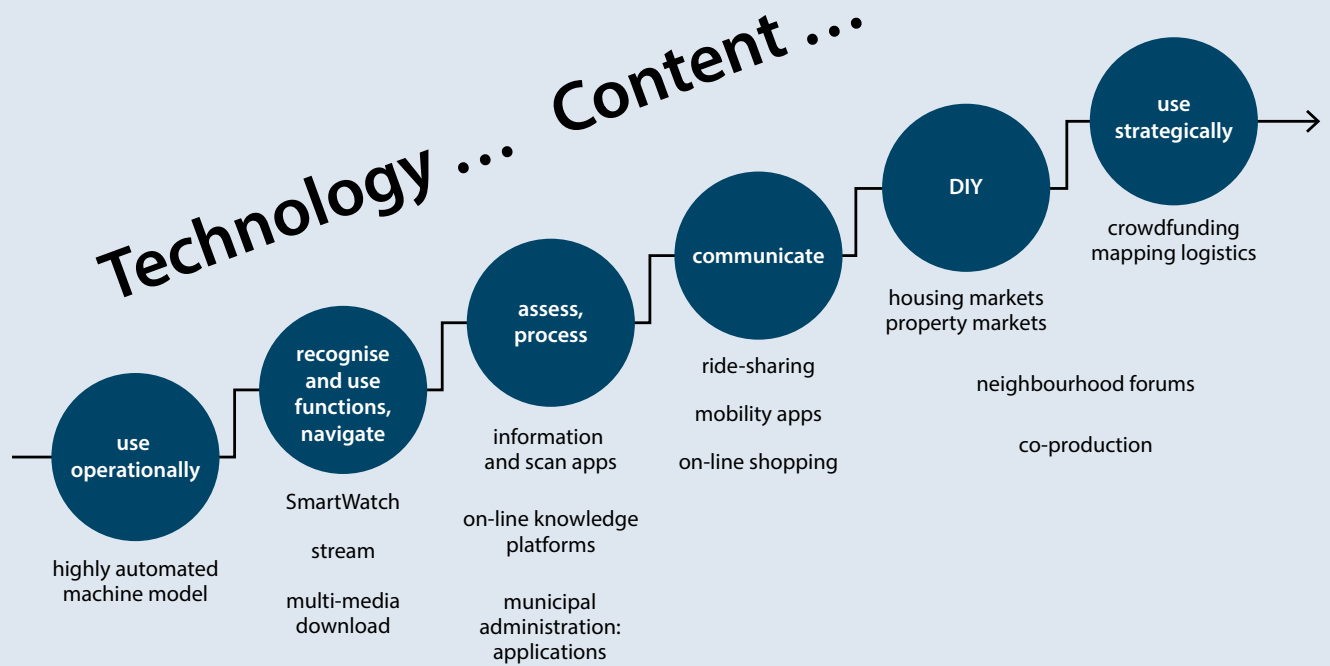 Technology ... Content ...
use
operationally
highly automated
machine model
recognise
and use
functions,
navigate
SmartWatch
stream
multi-media
download
assess,
process
information
and scan apps
on-line knowledge
platforms
municipal
administration:
applications
communicate
ride-sharing
mobility apps
on-line shopping
DIY
housing markets
property markets
neighbourhood forums
co-production
use
strategically
crowdfunding
mapping logistics